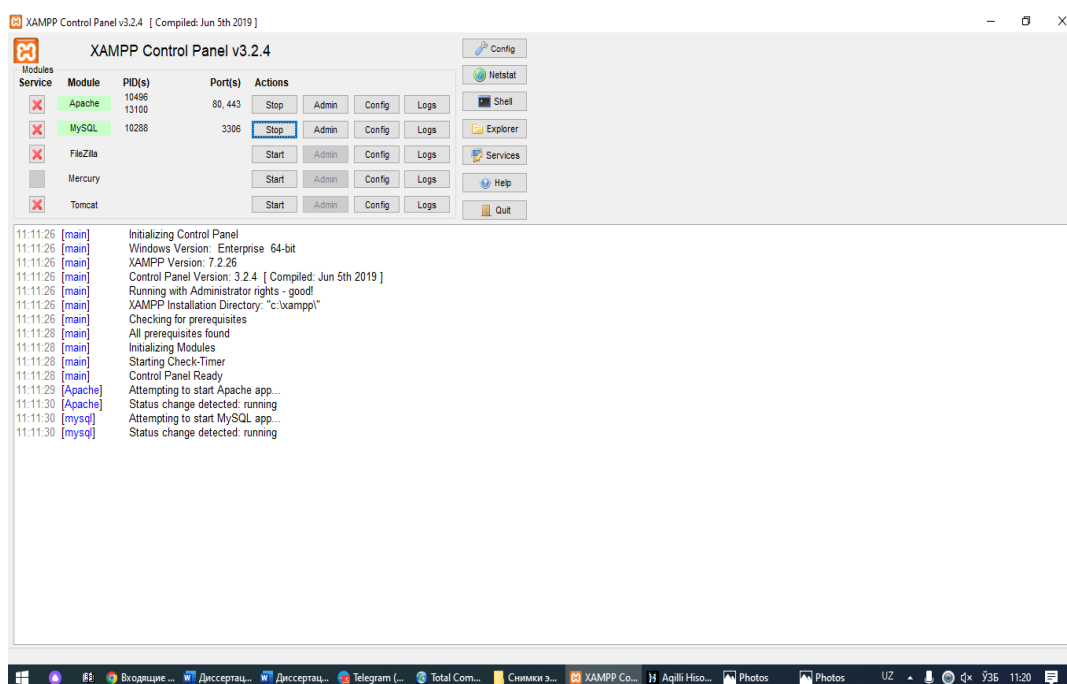 XAMPP Control Panel v3.2.4 [ Compiled: Jun 5th 2019 ]
XAMPP Control Panel v3.2.4
Config
Modules
Service Module PID(s) Port(s) Actions
Netstat
Apache 10496 13100 80, 443 Stop Admin Config Logs
Shell
MySQL 10288 3306 Stop Admin Config Logs
Explorer
FileZilla Start Admin Config Logs
Services
Mercury Start Admin Config Logs
Help
Tomcat Start Admin Config Logs
Quit
11:11:26 [main] Initializing Control Panel
11:11:26 [main] Windows Version: Enterprise 64-bit
11:11:26 [main] XAMPP Version: 7.2.26
11:11:26 [main] Control Panel Version: 3.2.4 [ Compiled: Jun 5th 2019 ]
11:11:26 [main] Running with Administrator rights - good!
11:11:26 [main] XAMPP Installation Directory: "c:\xampp\"
11:11:26 [main] Checking for prerequisites
11:11:28 [main] All prerequisites found
11:11:28 [main] Initializing Modules
11:11:28 [main] Starting Check-Timer
11:11:28 [main] Control Panel Ready
11:11:29 [Apache] Attempting to start Apache app...
11:11:30 [Apache] Status change detected: running
11:11:30 [mysql] Attempting to start MySQL app...
11:11:30 [mysql] Status change detected: running
Входящие ... Диссертац... Диссертац... Telegram (... Total Com... Снимки э... XAMPP Co... Aqilli Hiso... Photos Photos UZ ЎЗБ 11:20